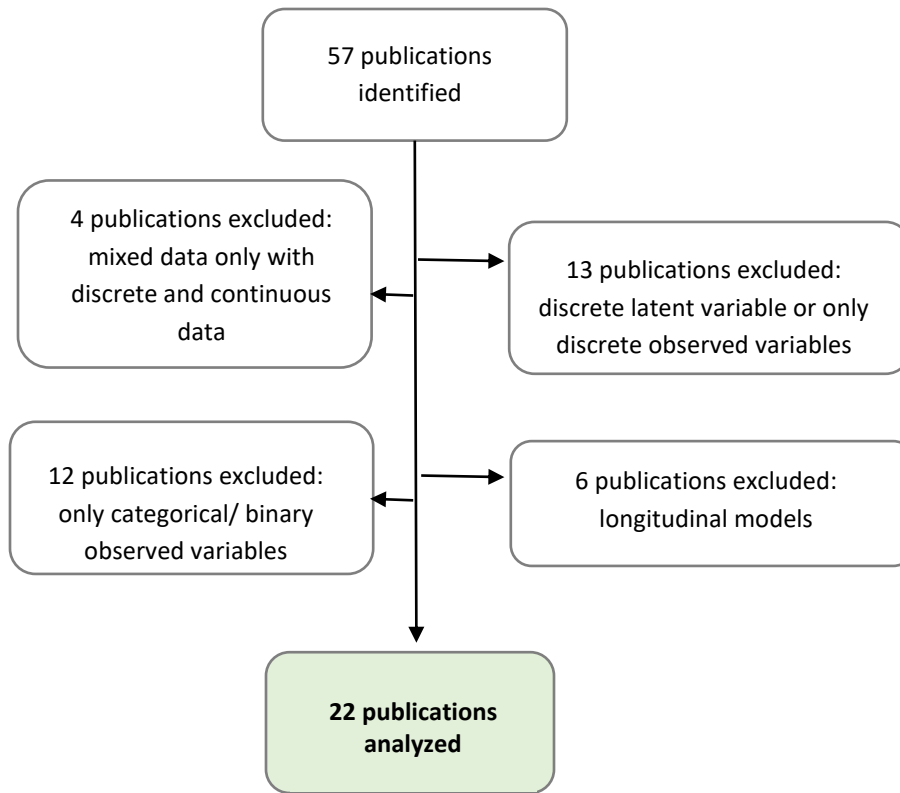 57 publications
identified
4 publications excluded:
mixed data only with
discrete and continuous
data
13 publications excluded:
discrete latent variable or only
discrete observed variables
12 publications excluded:
only categorical/ binary
observed variables
6 publications excluded:
longitudinal models
22 publications
analyzed